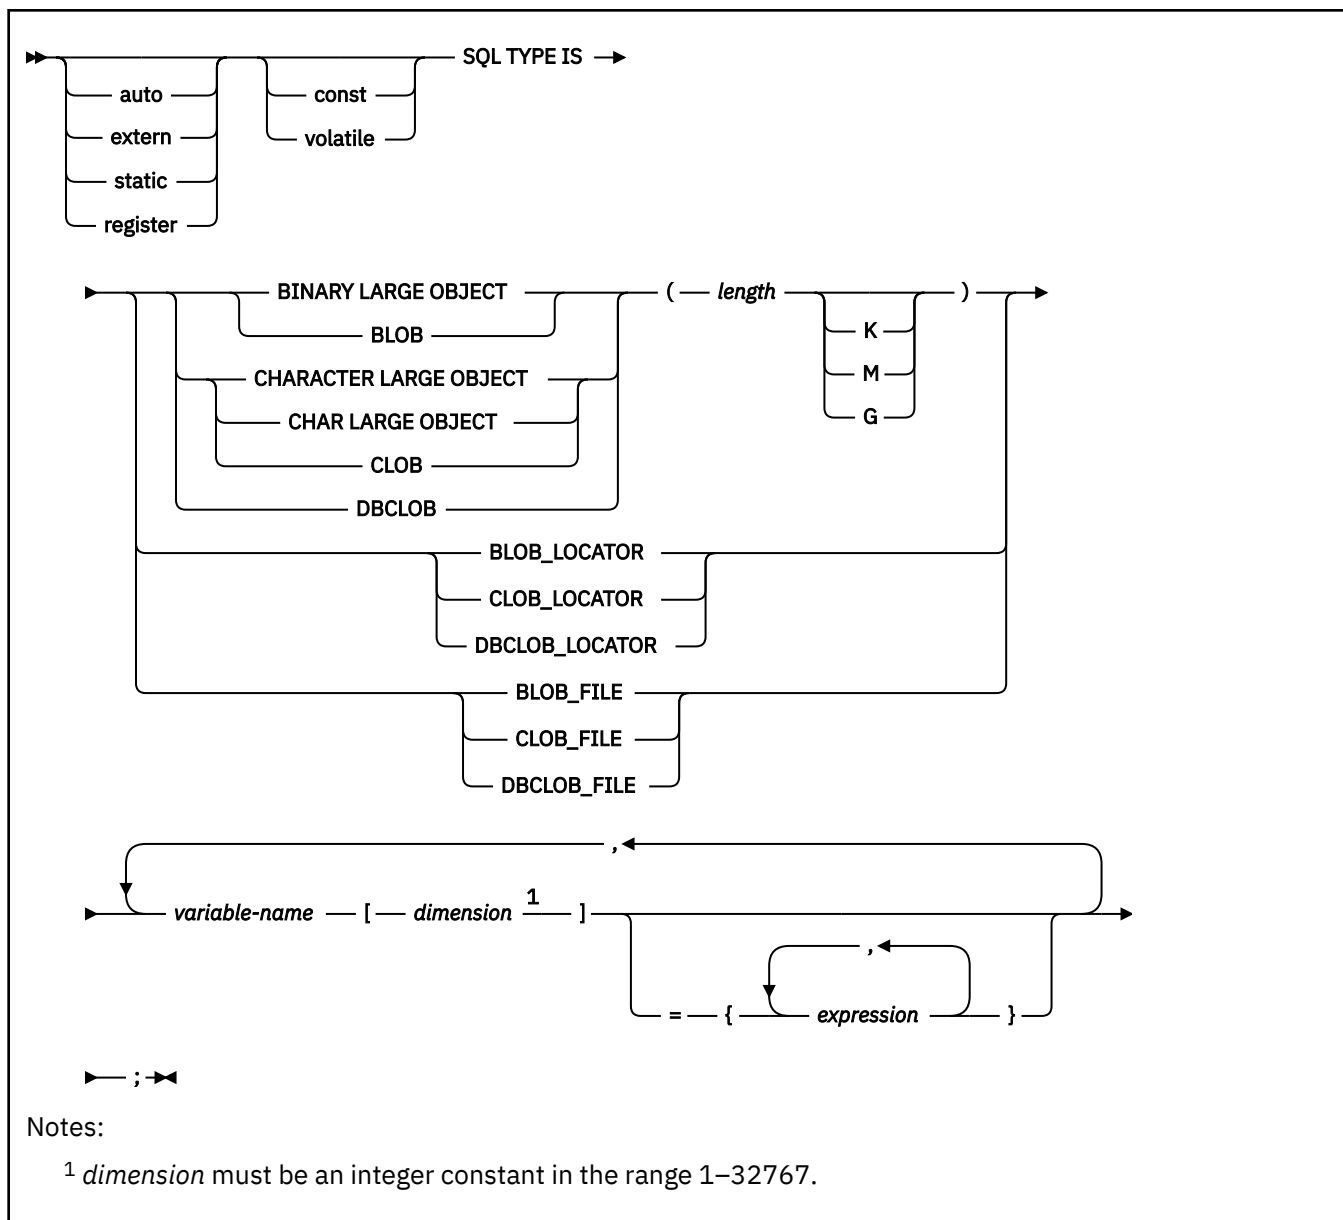 SQL TYPE IS
auto const
extern volatile
static
register
BINARY LARGE OBJECT ( length )
BLOB K
CHARACTER LARGE OBJECT M
CHAR LARGE OBJECT G
CLOB
DBCLOB
BLOB_LOCATOR
CLOB_LOCATOR
DBCLOB_LOCATOR
BLOB_FILE
CLOB_FILE
DBCLOB_FILE
,
variable-name [ dimension 1 ]
,
= { expression }
;
Notes:
1 dimension must be an integer constant in the range 1–32767.